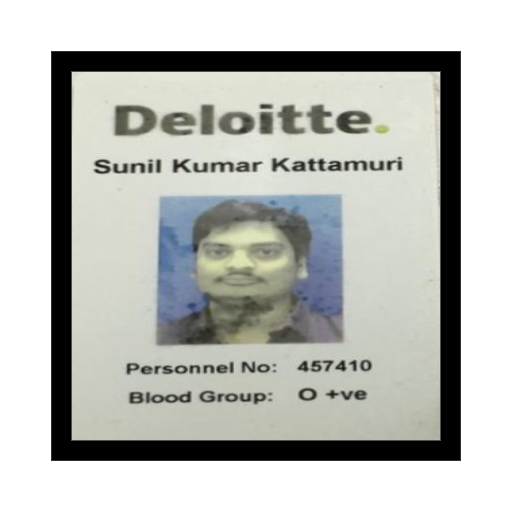 Deloitte.
Sunil Kumar Kattamuri
Personnel No: 457410
Blood Group: O +ve